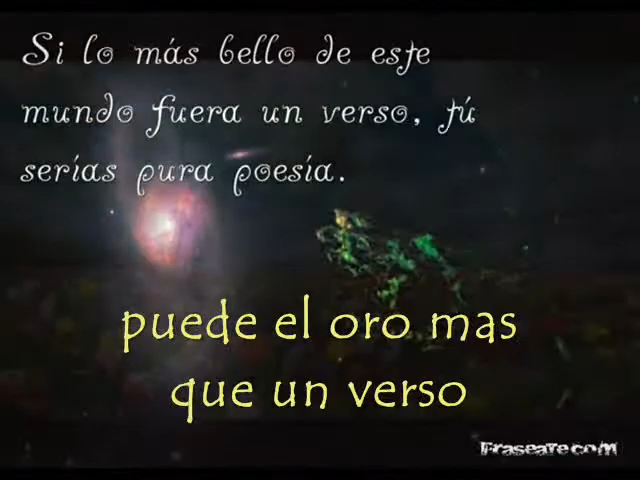 Si lo más bello de este
mundo fuera un verso, tú
serías pura poesía.
puede el oro mas
que un verso
Fraseate.com